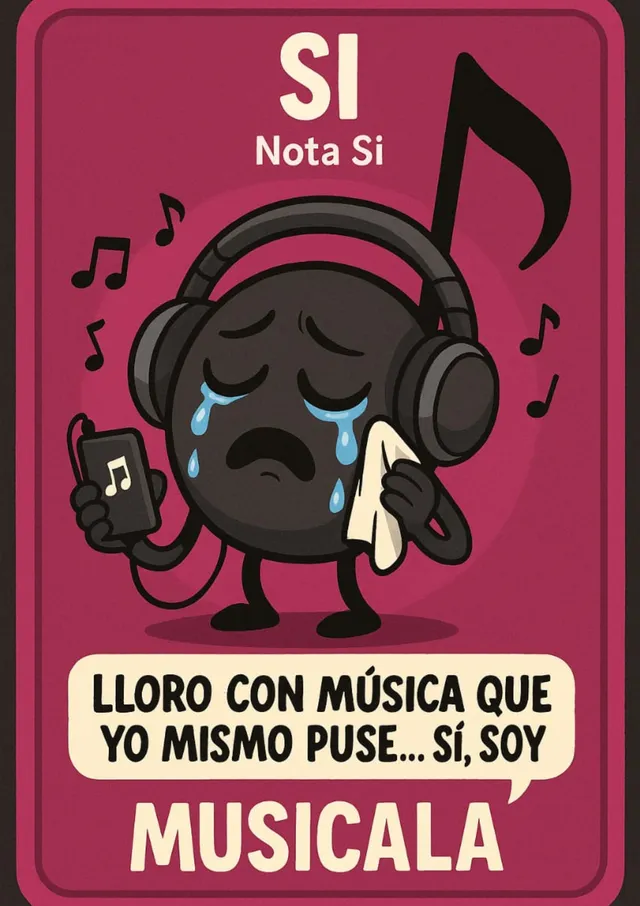 SI
Nota Si
LLORO CON MÚSICA QUE
YO MISMO PUSE... SÍ, SOY
MUSICALA